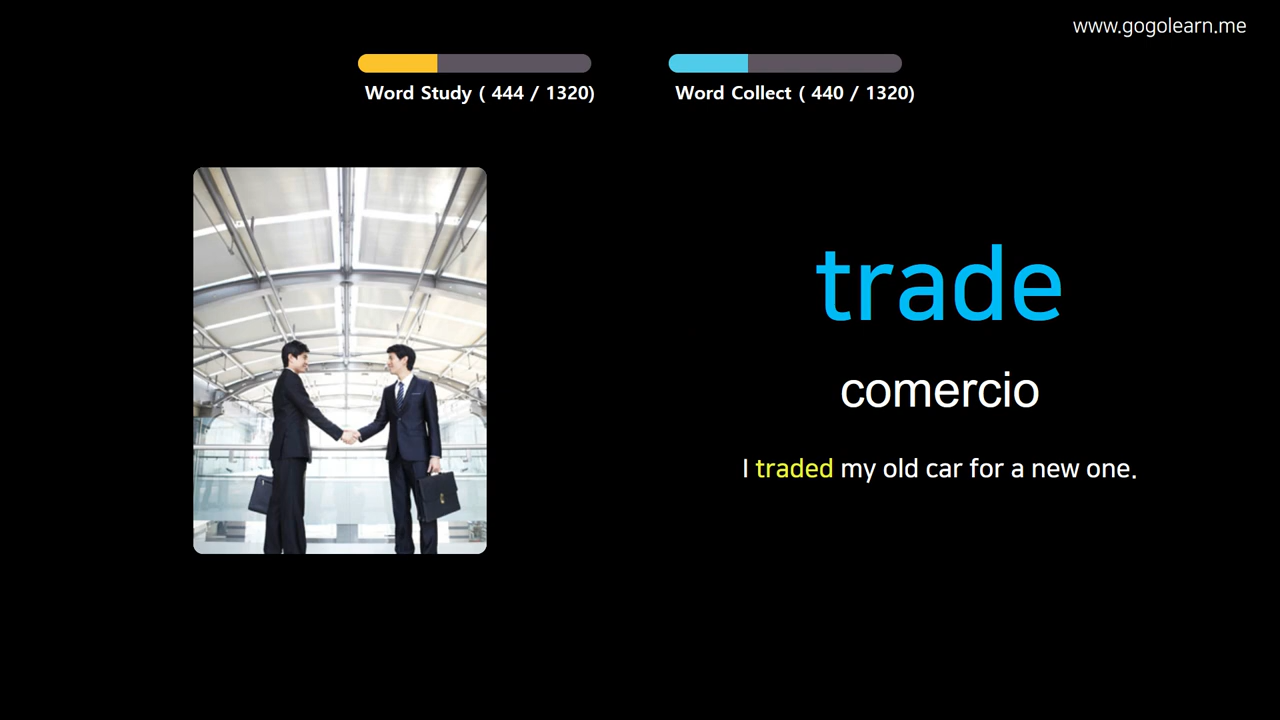 www.gogolearn.me
Word Study ( 444 / 1320)
Word Collect ( 440 / 1320)
trade
comercio
I traded my old car for a new one.